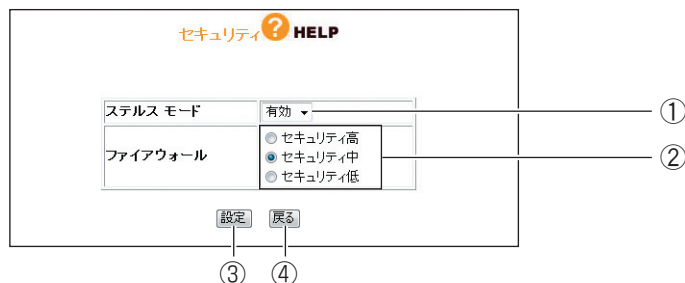 セキュリティ ? HELP
ステルス モード 有効 ①
ファイアウォール
セキュリティ高
セキュリティ中 ②
セキュリティ低
設定 戻る
③ ④